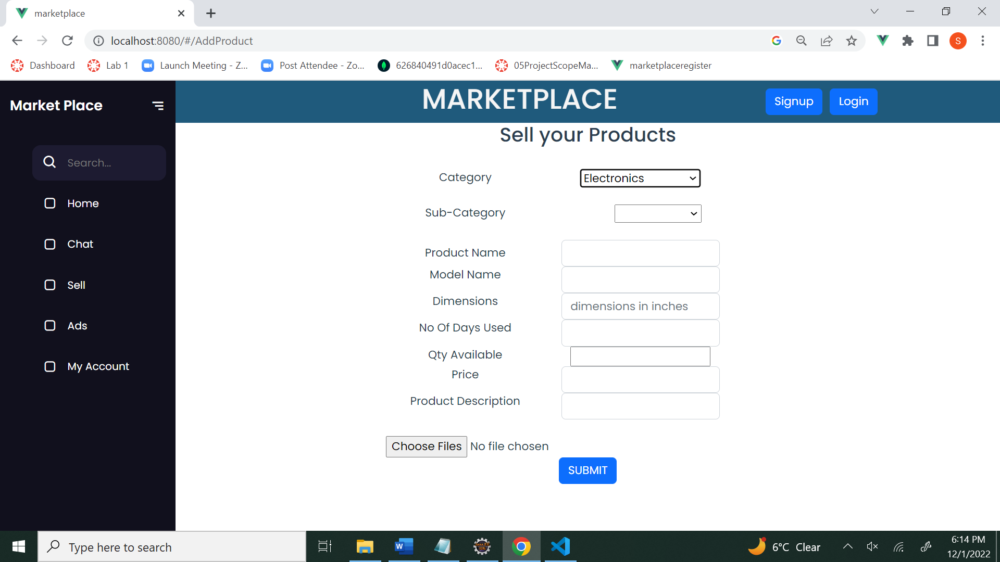 marketplace
localhost:8080/#/AddProduct
S
Dashboard Lab 1 Launch Meeting - Z... Post Attendee - Zo... 626840491d0acec1... 05ProjectScopeMa... marketplaceregister
Market Place
MARKETPLACE
Signup Login
Sell your Products
Search...
Home
Chat
Sell
Ads
My Account
Category Electronics
Sub-Category
Product Name
Model Name
Dimensions dimensions in inches
No Of Days Used
Qty Available
Price
Product Description
Choose Files No file chosen
SUBMIT
Type here to search
W
Java EE
IDE
6°C Clear
6:14 PM
12/1/2022